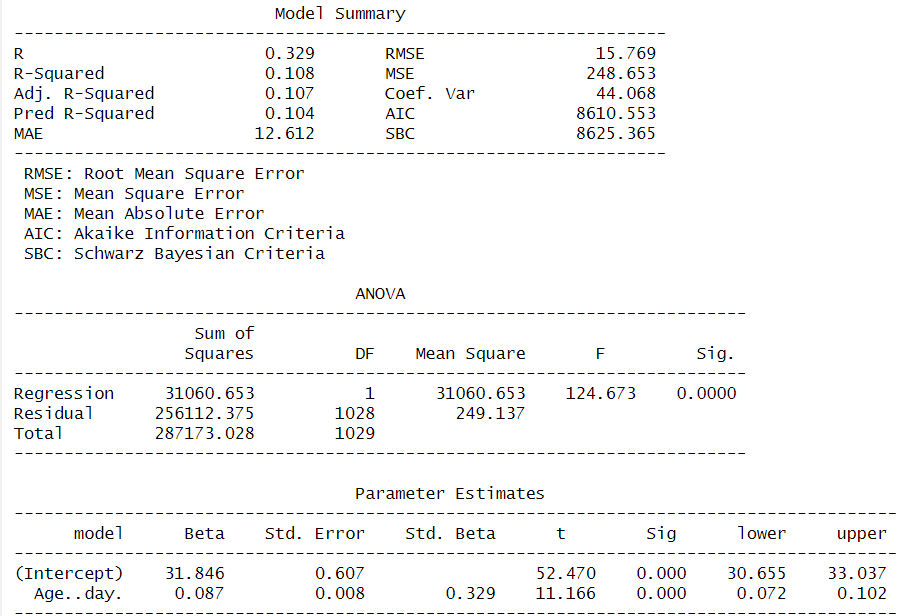 Model Summary
-----------------------------------------------------------------
R                        0.329       RMSE                 15.769
R-Squared                0.108       MSE                 248.653
Adj. R-Squared           0.107       Coef. Var            44.068
Pred R-Squared           0.104       AIC                8610.553
MAE                     12.612       SBC                8625.365
-----------------------------------------------------------------
RMSE: Root Mean Square Error
MSE: Mean Square Error
MAE: Mean Absolute Error
AIC: Akaike Information Criteria
SBC: Schwarz Bayesian Criteria
ANOVA
-------------------------------------------------------------------------
Sum of
Squares          DF    Mean Square       F         Sig.
-------------------------------------------------------------------------
Regression     31060.653           1      31060.653    124.673    0.0000
Residual      256112.375        1028        249.137
Total         287173.028        1029
-------------------------------------------------------------------------
Parameter Estimates
----------------------------------------------------------------------------------------
model      Beta    Std. Error    Std. Beta      t        Sig      lower     upper
----------------------------------------------------------------------------------------
(Intercept)    31.846         0.607                 52.470    0.000    30.655    33.037
Age..day.     0.087         0.008        0.329    11.166    0.000     0.072     0.102
----------------------------------------------------------------------------------------